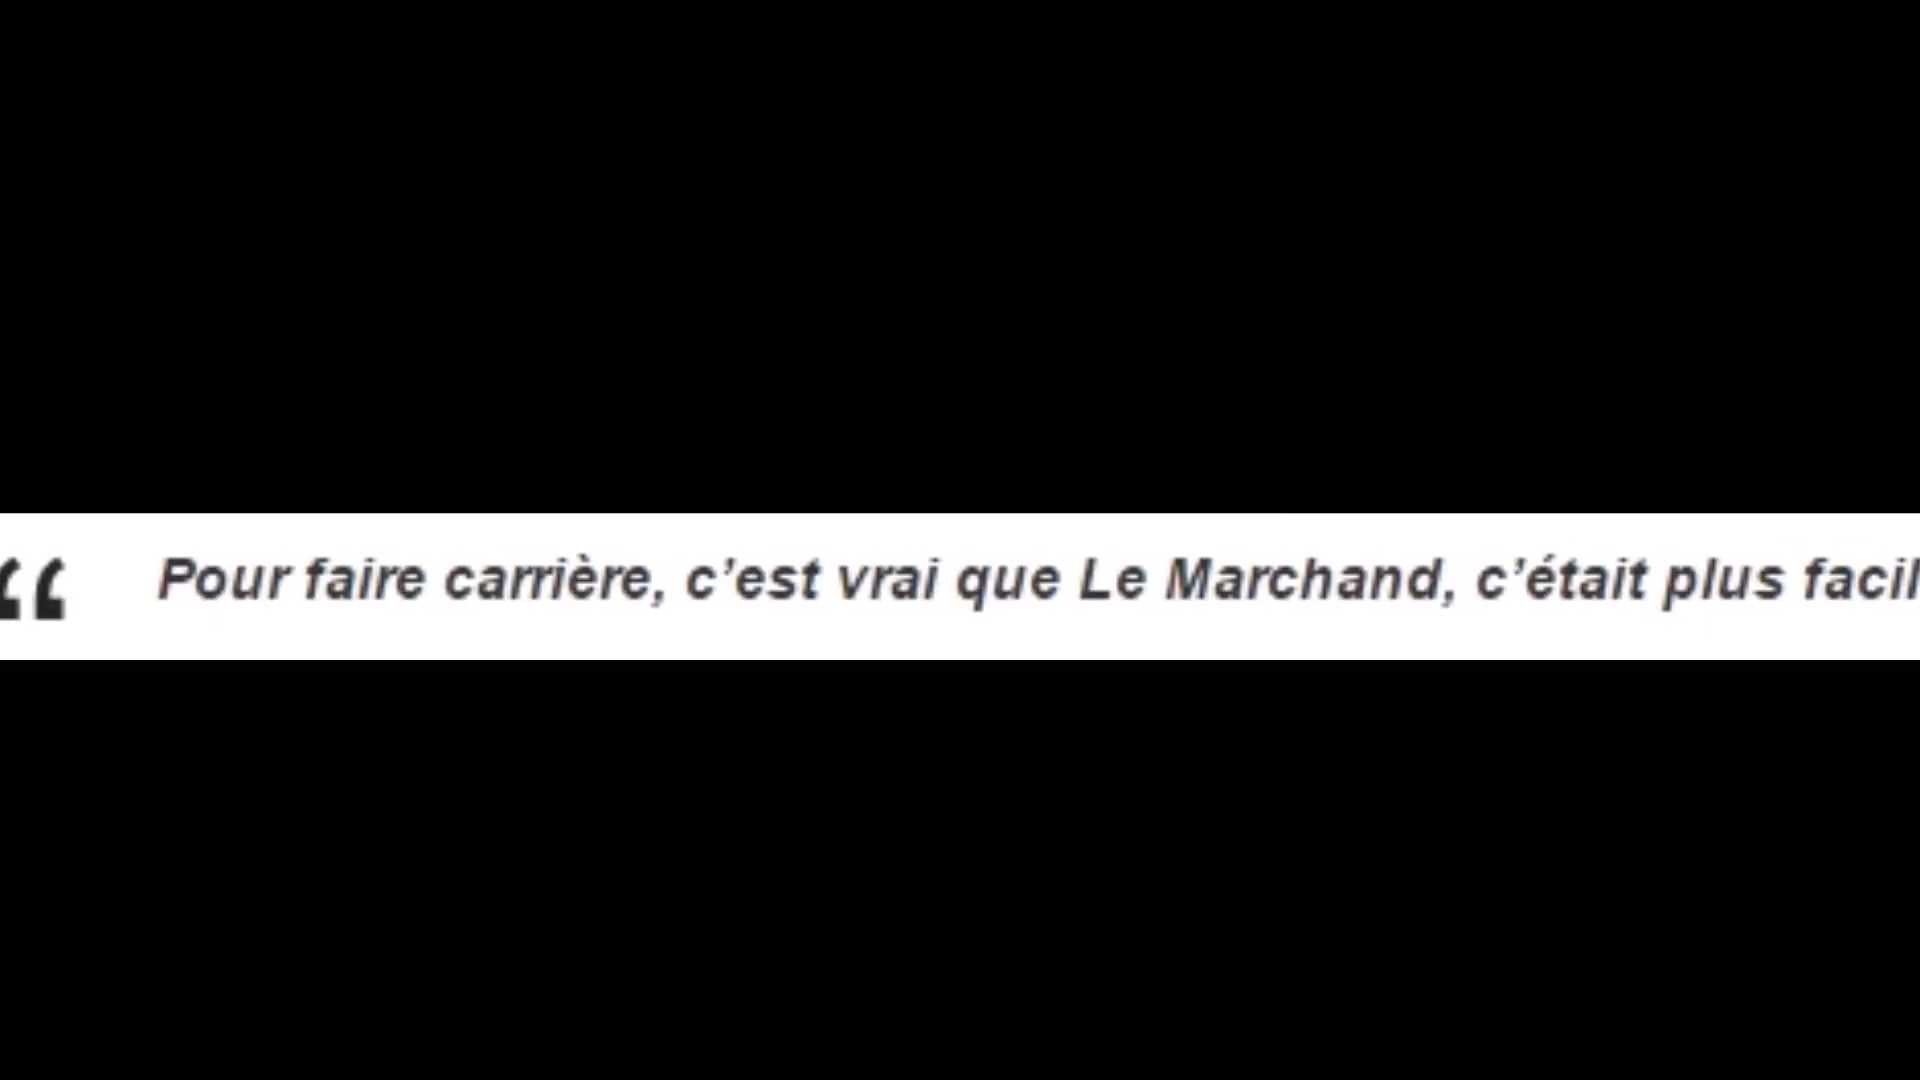 “ Pour faire carrière, c’est vrai que Le Marchand, c’était plus facil